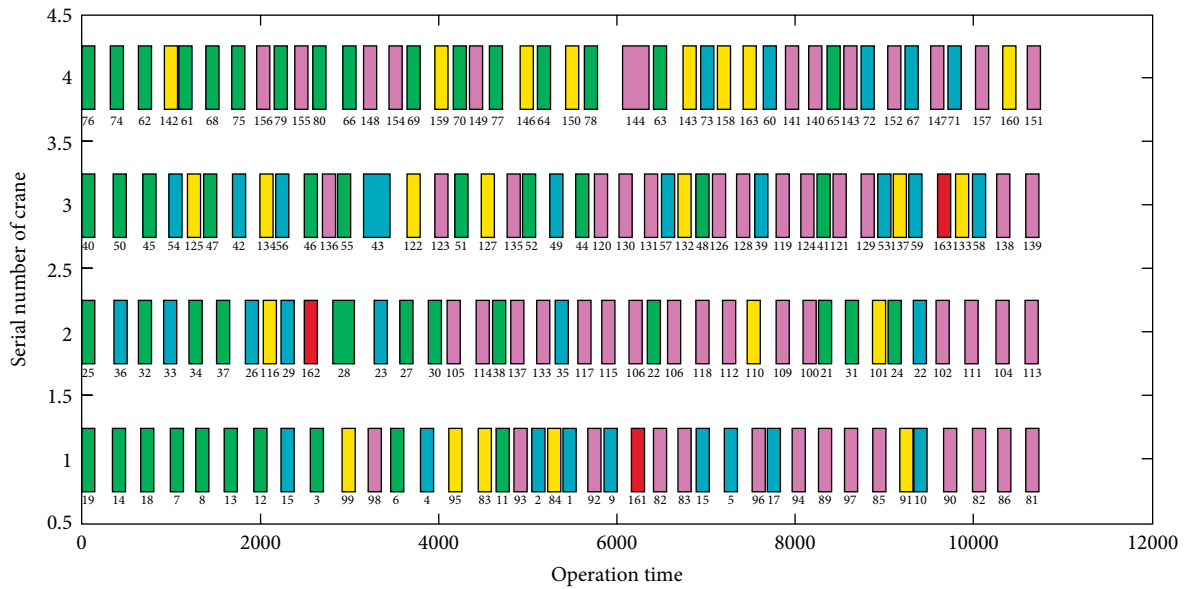 4.5
4
76 74 62 142 61 68 75 156 79 155 80 66 148 154 69 159 70 149 77 146 64 150 78 144 63 143 73 158 163 60 141 140 65 143 72 152 67 147 71 157 160 151
3.5
3
40 50 45 54 125 47 42 134 56 46 136 55 43 122 123 51 127 135 52 49 44 120 130 131 57 132 48 126 128 39 119 124 41 121 129 53 137 59 163 133 58 138 139
2.5
2
25 36 32 33 34 37 26 116 29 162 28 23 27 30 105 114 38 137 133 35 117 115 106 22 106 118 112 110 109 100 21 31 101 24 22 102 111 104 113
1.5
1
19 14 18 7 8 13 12 15 3 99 98 6 4 95 83 11 93 2 84 1 92 9 161 82 83 15 5 96 17 94 89 97 85 91 10 90 82 86 81
0.5
0 2000 4000 6000 8000 10000 12000
Operation time
Serial number of crane